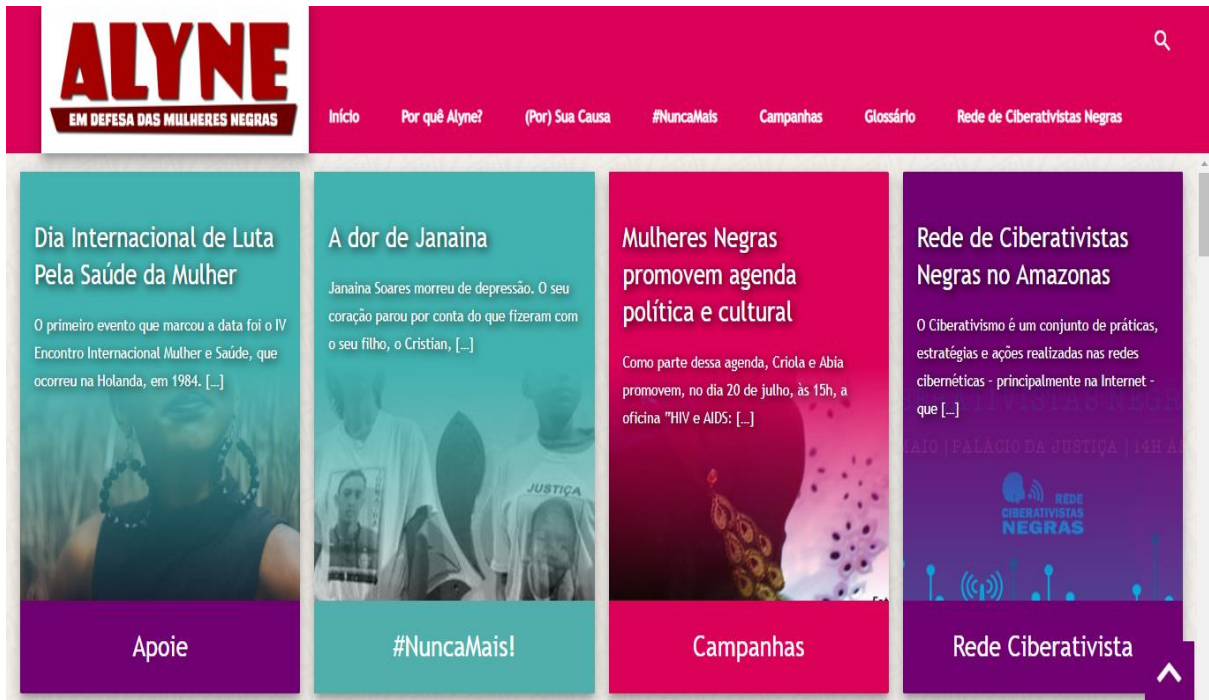 ALYNE
EM DEFESA DAS MULHERES NEGRAS
Início Por quê Alyne? (Por) Sua Causa #NuncaMais Campanhas Glossário Rede de Ciberativistas Negras
Dia Internacional de Luta
Pela Saúde da Mulher
O primeiro evento que marcou a data foi o IV
Encontro Internacional Mulher e Saúde, que
ocorreu na Holanda, em 1984. [...]
Apoie
A dor de Janaina
Janaina Soares morreu de depressão. O seu
coração parou por conta do que fizeram com
o seu filho, o Cristian, [...]
JUSTIÇA
#NuncaMais!
Mulheres Negras
promovem agenda
política e cultural
Como parte dessa agenda, Criola e Abia
promovem, no dia 20 de julho, às 15h, a
oficina "HIV e AIDS: [...]
Campanhas
Rede de Ciberativistas
Negras no Amazonas
O Ciberativismo é um conjunto de práticas,
estratégias e ações realizadas nas redes
cibernéticas - principalmente na Internet -
que [...]
MAIO | PALÁCIO DA JUSTIÇA | 14H
REDE
CIBERATIVISTAS
NEGRAS
Rede Ciberativista